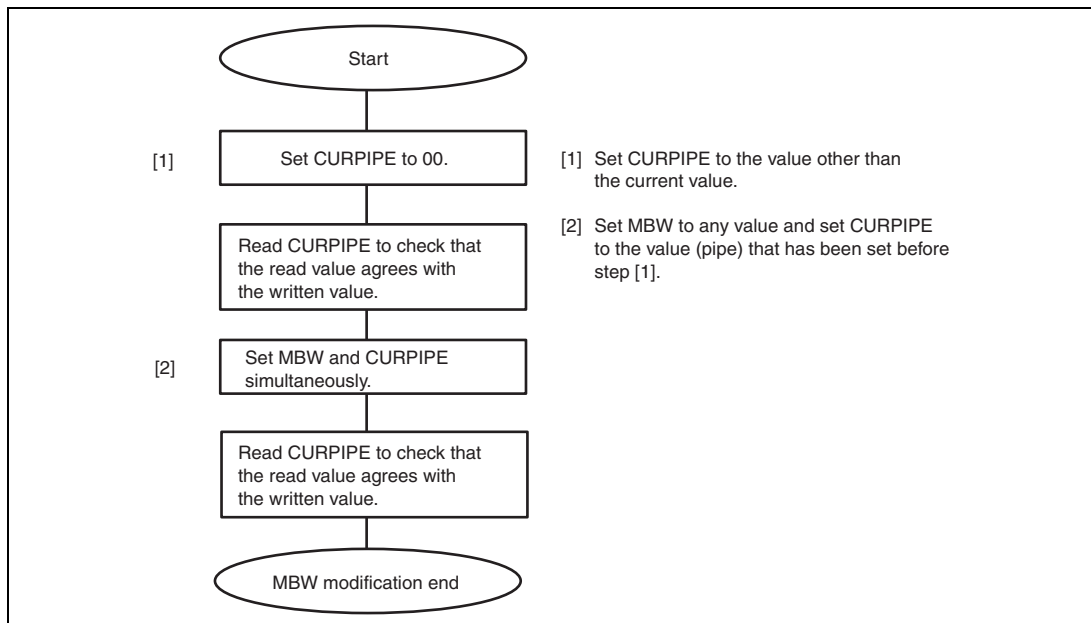 Start
[1]
Set CURPIPE to 00.
Read CURPIPE to check that
the read value agrees with
the written value.
[2]
Set MBW and CURPIPE
simultaneously.
Read CURPIPE to check that
the read value agrees with
the written value.
MBW modification end
[1] Set CURPIPE to the value other than
the current value.
[2] Set MBW to any value and set CURPIPE
to the value (pipe) that has been set before
step [1].